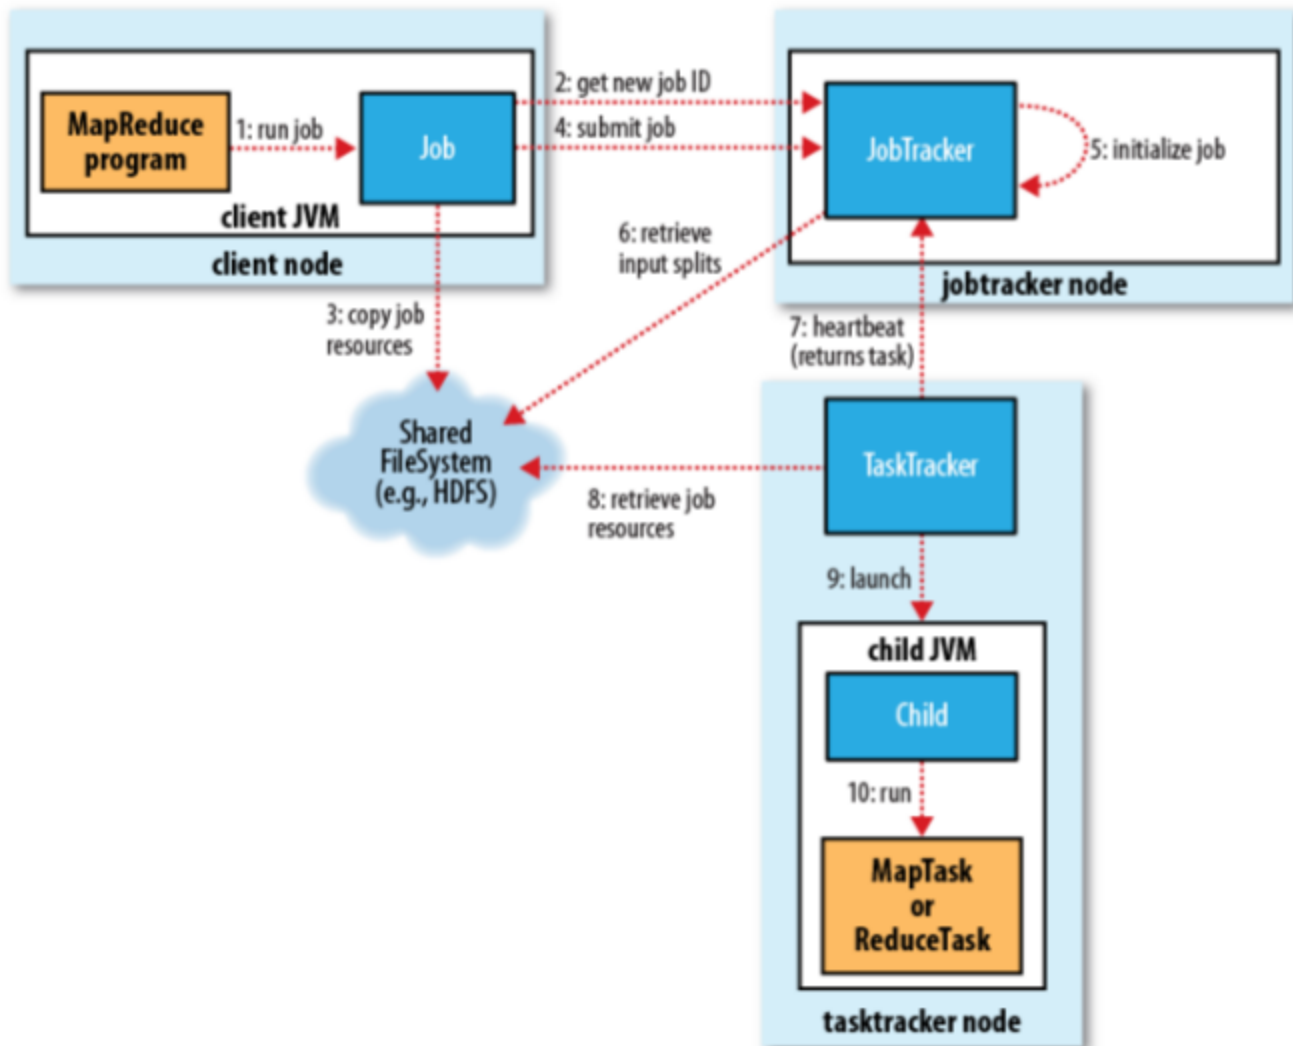 MapReduce
program
1: run job
Job
client JVM
client node
2: get new job ID
4: submit job
JobTracker
5: initialize job
jobtracker node
3: copy job
resources
6: retrieve
input splits
7: heartbeat
(returns task)
Shared
FileSystem
(e.g., HDFS)
8: retrieve job
resources
TaskTracker
9: launch
child JVM
Child
10: run
MapTask
or
ReduceTask
tasktracker node